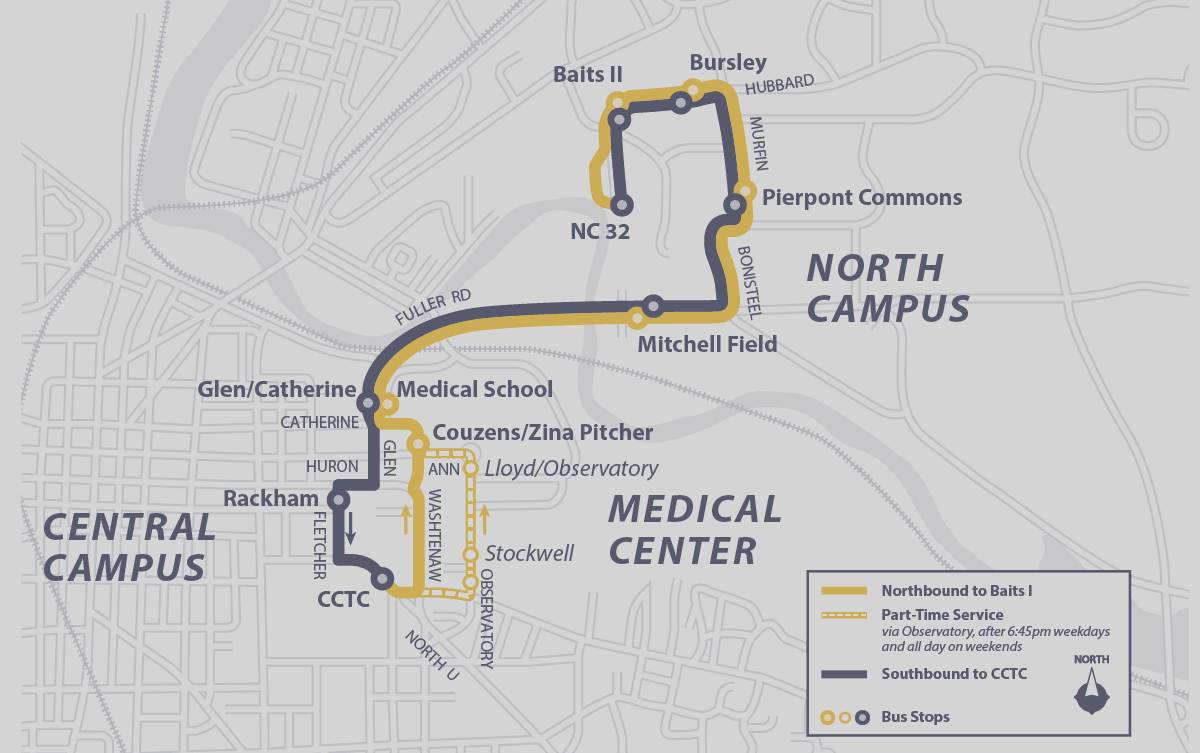 Bursley
Baits II
HUBBARD
MURFIN
Pierpont Commons
NC 32
BONISTEEL
NORTH
CAMPUS
FULLER RD
Mitchell Field
Glen/Catherine
Medical School
CATHERINE
Couzens/Zina Pitcher
GLEN
HURON
ANN
Lloyd/Observatory
Rackham
WASHTENAW
MEDICAL
CENTER
CENTRAL
CAMPUS
FLETCHER
Stockwell
OBSERVATORY
CCTC
NORTH U
Northbound to Baits I
Part-Time Service
via Observatory, after 6:45pm weekdays
and all day on weekends
Southbound to CCTC
NORTH
Bus Stops